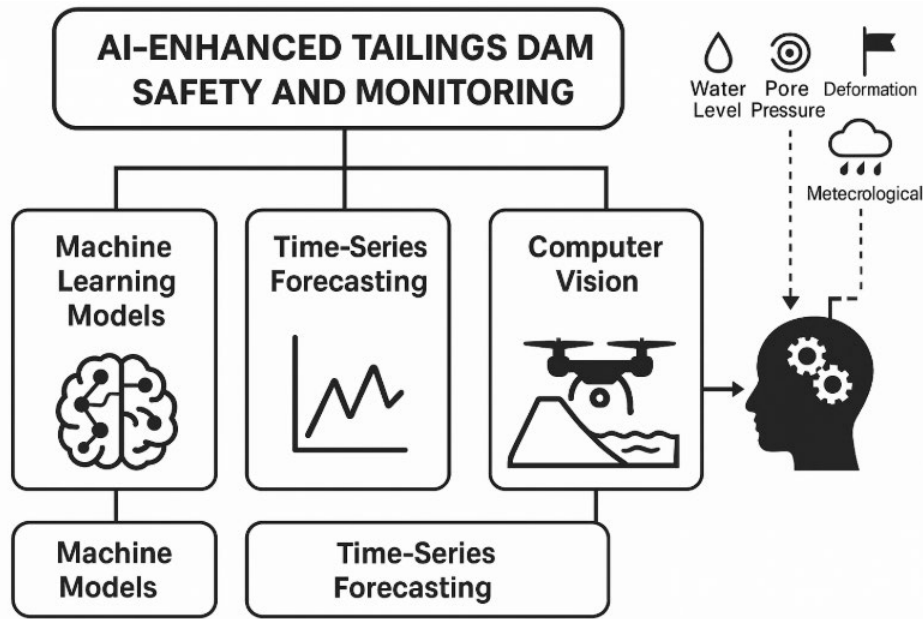 AI-ENHANCED TAILINGS DAM
SAFETY AND MONITORING
Water
Level
Pore
Pressure
Deformation
Metecrological
Machine
Learning
Models
Time-Series
Forecasting
Computer
Vision
Machine
Models
Time-Series
Forecasting